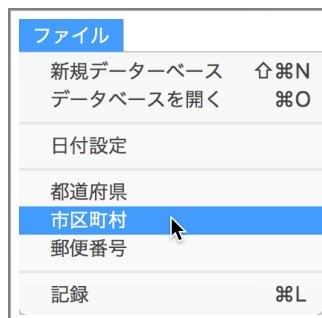 ファイル
新規データーベース ⇧⌘N
データベースを開く ⌘O
日付設定
都道府県
市区町村
郵便番号
記録 ⌘L